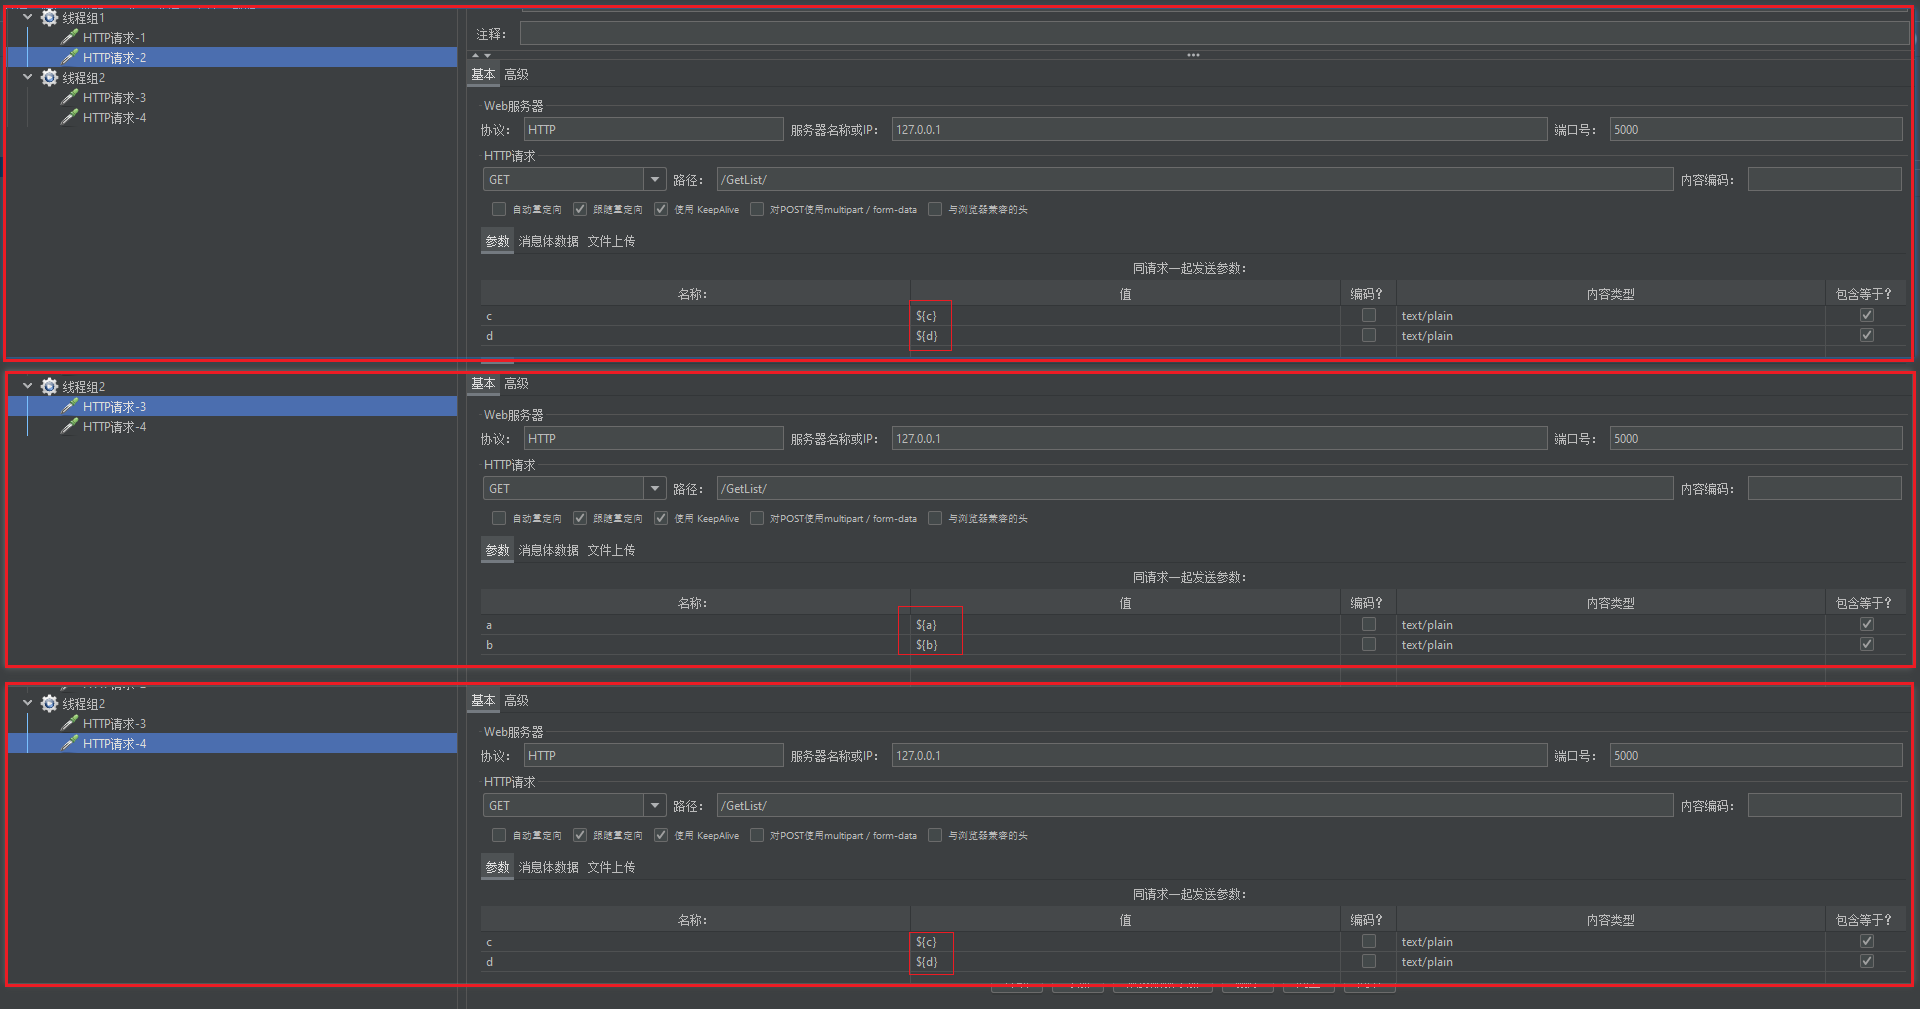 线程组1
HTTP请求-1
HTTP请求-2
线程组2
HTTP请求-3
HTTP请求-4
注释：
基本 高级
Web服务器
协议： HTTP 服务器名称或IP： 127.0.0.1 端口号： 5000
HTTP请求
GET 路径： /GetList/ 内容编码：
自动重定向 跟随重定向 使用 KeepAlive 对POST使用multipart / form-data 与浏览器兼容的头
参数 消息体数据 文件上传
同请求一起发送参数：
名称： 值 编码？ 内容类型 包含等于？
c ${c} text/plain
d ${d} text/plain
线程组2
HTTP请求-3
HTTP请求-4
基本 高级
Web服务器
协议： HTTP 服务器名称或IP： 127.0.0.1 端口号： 5000
HTTP请求
GET 路径： /GetList/ 内容编码：
自动重定向 跟随重定向 使用 KeepAlive 对POST使用multipart / form-data 与浏览器兼容的头
参数 消息体数据 文件上传
同请求一起发送参数：
名称： 值 编码？ 内容类型 包含等于？
a ${a} text/plain
b ${b} text/plain
线程组2
HTTP请求-3
HTTP请求-4
基本 高级
Web服务器
协议： HTTP 服务器名称或IP： 127.0.0.1 端口号： 5000
HTTP请求
GET 路径： /GetList/ 内容编码：
自动重定向 跟随重定向 使用 KeepAlive 对POST使用multipart / form-data 与浏览器兼容的头
参数 消息体数据 文件上传
同请求一起发送参数：
名称： 值 编码？ 内容类型 包含等于？
c ${c} text/plain
d ${d} text/plain